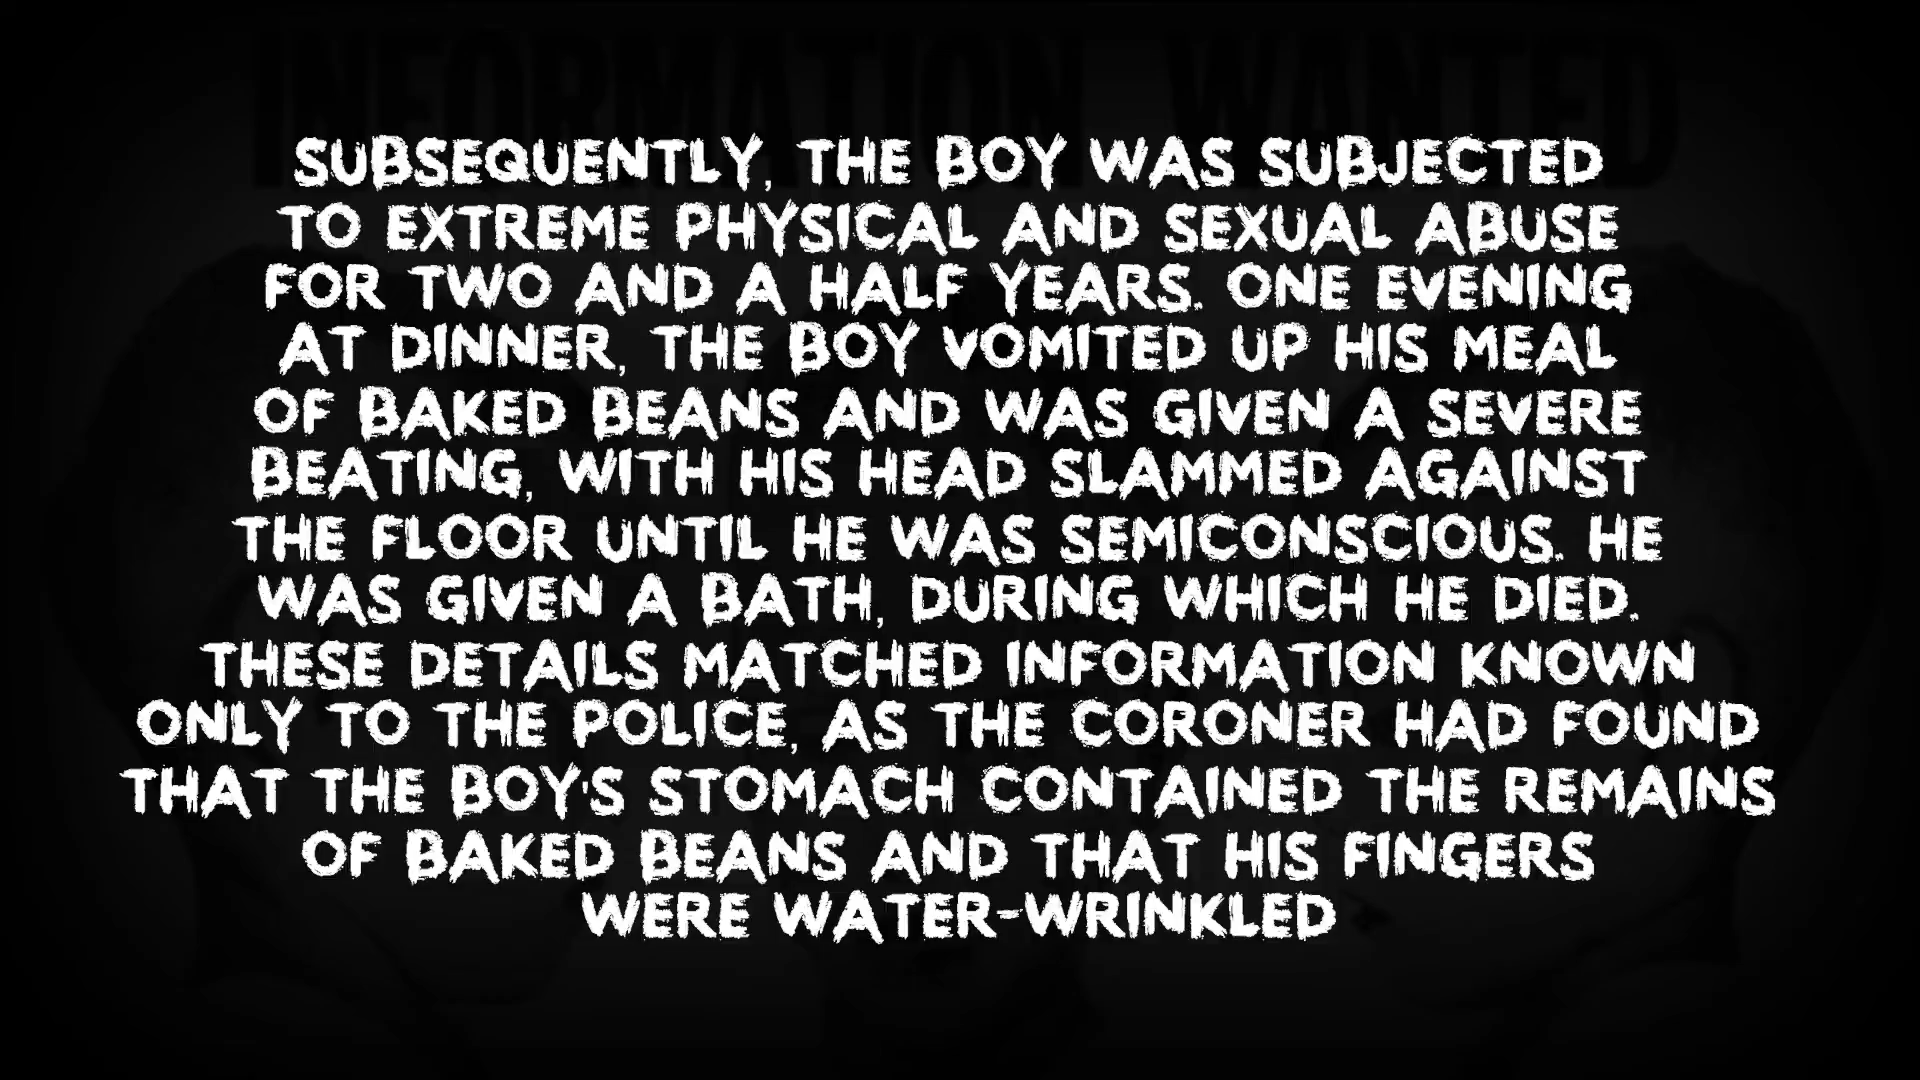 INFORMATION WANTED
SUBSEQUENTLY, THE BOY WAS SUBJECTED
TO EXTREME PHYSICAL AND SEXUAL ABUSE
FOR TWO AND A HALF YEARS. ONE EVENING
AT DINNER, THE BOY VOMITED UP HIS MEAL
OF BAKED BEANS AND WAS GIVEN A SEVERE
BEATING, WITH HIS HEAD SLAMMED AGAINST
THE FLOOR UNTIL HE WAS SEMICONSCIOUS. HE
WAS GIVEN A BATH, DURING WHICH HE DIED.
THESE DETAILS MATCHED INFORMATION KNOWN
ONLY TO THE POLICE, AS THE CORONER HAD FOUND
THAT THE BOY'S STOMACH CONTAINED THE REMAINS
OF BAKED BEANS AND THAT HIS FINGERS
WERE WATER-WRINKLED